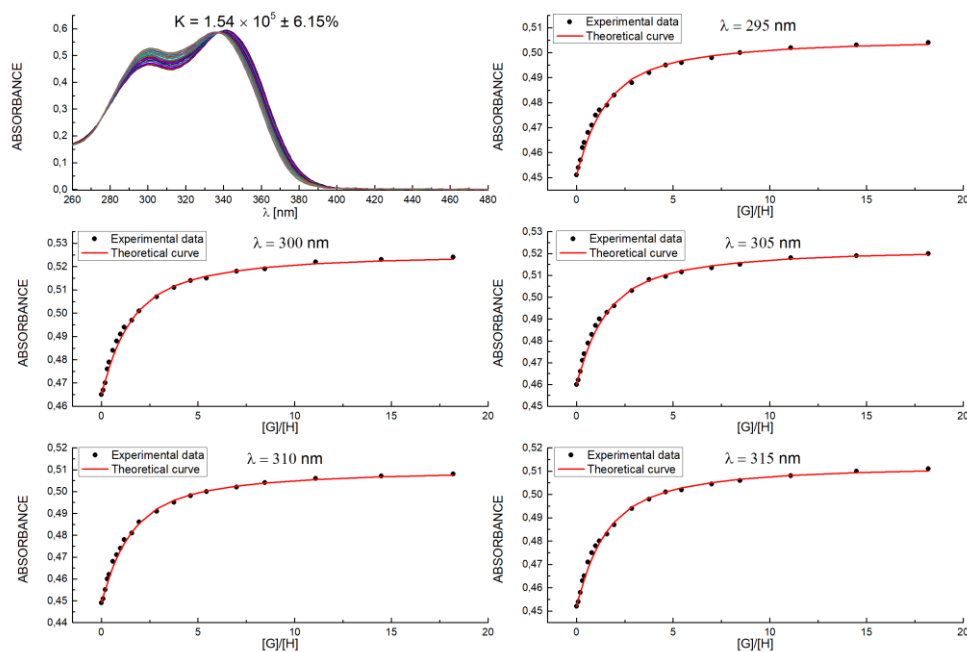 K = 1.54 × 10⁵ ± 6.15%
ABSORBANCE
0,6
0,5
0,4
0,3
0,2
0,1
0,0
260 280 300 320 340 360 380 400 420 440 460 480
λ [nm]
Experimental data
Theoretical curve
λ = 295 nm
ABSORBANCE
0,51
0,50
0,49
0,48
0,47
0,46
0,45
0 5 10 15 20
[G]/[H]
Experimental data
Theoretical curve
λ = 300 nm
ABSORBANCE
0,53
0,52
0,51
0,50
0,49
0,48
0,47
0,46
0 5 10 15 20
[G]/[H]
Experimental data
Theoretical curve
λ = 305 nm
ABSORBANCE
0,53
0,52
0,51
0,50
0,49
0,48
0,47
0,46
0,45
0 5 10 15 20
[G]/[H]
Experimental data
Theoretical curve
λ = 310 nm
ABSORBANCE
0,52
0,51
0,50
0,49
0,48
0,47
0,46
0,45
0,44
0 5 10 15 20
[G]/[H]
Experimental data
Theoretical curve
λ = 315 nm
ABSORBANCE
0,52
0,51
0,50
0,49
0,48
0,47
0,46
0,45
0 5 10 15 20
[G]/[H]